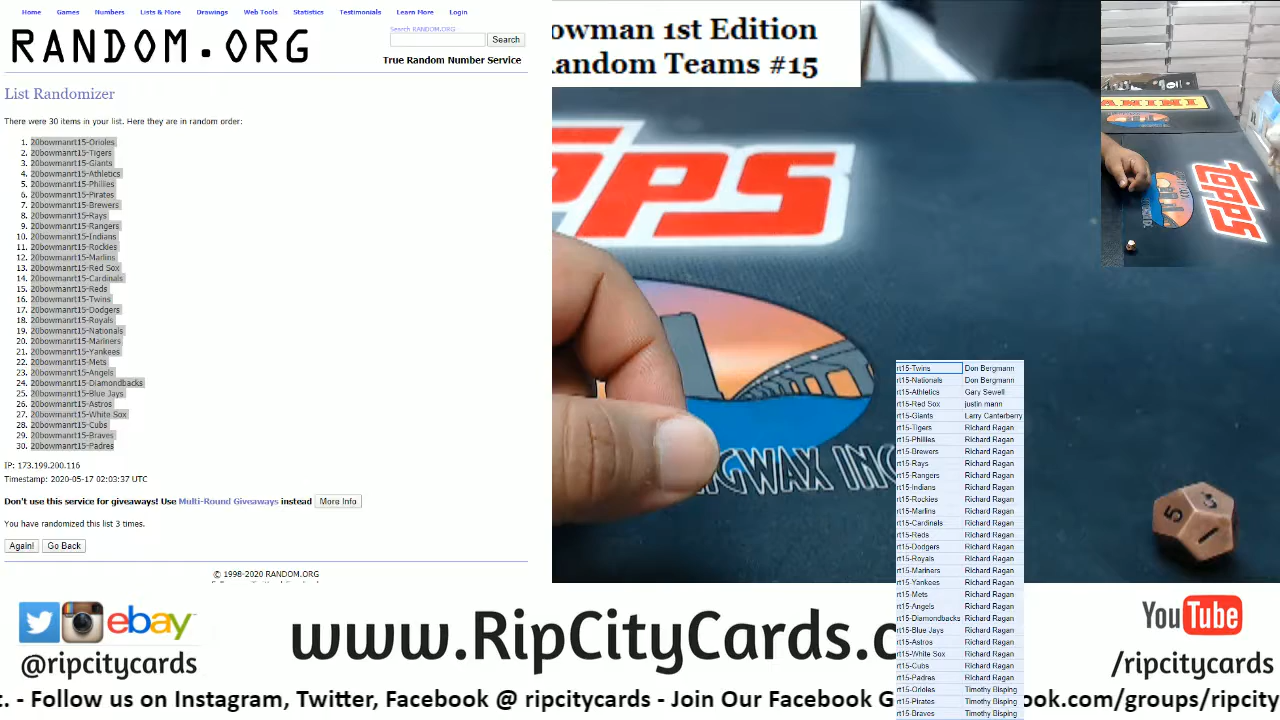 Home Games Numbers Lists & More Drawings Web Tools Statistics Testimonials Learn More Login
RANDOM.ORG
Search RANDOM.ORG
Search
True Random Number Service
List Randomizer
There were 30 items in your list. Here they are in random order:
1. 20bowmanrt15-Orioles
2. 20bowmanrt15-Tigers
3. 20bowmanrt15-Giants
4. 20bowmanrt15-Athletics
5. 20bowmanrt15-Phillies
6. 20bowmanrt15-Pirates
7. 20bowmanrt15-Brewers
8. 20bowmanrt15-Rays
9. 20bowmanrt15-Rangers
10. 20bowmanrt15-Indians
11. 20bowmanrt15-Rockies
12. 20bowmanrt15-Marlins
13. 20bowmanrt15-Red Sox
14. 20bowmanrt15-Cardinals
15. 20bowmanrt15-Reds
16. 20bowmanrt15-Twins
17. 20bowmanrt15-Dodgers
18. 20bowmanrt15-Royals
19. 20bowmanrt15-Nationals
20. 20bowmanrt15-Mariners
21. 20bowmanrt15-Yankees
22. 20bowmanrt15-Mets
23. 20bowmanrt15-Angels
24. 20bowmanrt15-Diamondbacks
25. 20bowmanrt15-Blue Jays
26. 20bowmanrt15-Astros
27. 20bowmanrt15-White Sox
28. 20bowmanrt15-Cubs
29. 20bowmanrt15-Braves
30. 20bowmanrt15-Padres
IP: 173.199.200.116
Timestamp: 2020-05-17 02:03:37 UTC
Don't use this service for giveaways! Use Multi-Round Giveaways instead More Info
You have randomized this list 3 times.
Again! Go Back
© 1998-2020 RANDOM.ORG
owman 1st Edition
andom Teams #15
PPS
GWAX INC
5
1
PANINI
topps
rt15-Twins Don Bergmann
rt15-Nationals Don Bergmann
rt15-Athletics Gary Sewell
rt15-Red Sox justin mann
rt15-Giants Larry Canterberry
rt15-Tigers Richard Ragan
rt15-Phillies Richard Ragan
rt15-Brewers Richard Ragan
rt15-Rays Richard Ragan
rt15-Rangers Richard Ragan
rt15-Indians Richard Ragan
rt15-Rockies Richard Ragan
rt15-Marlins Richard Ragan
rt15-Cardinals Richard Ragan
rt15-Reds Richard Ragan
rt15-Dodgers Richard Ragan
rt15-Royals Richard Ragan
rt15-Mariners Richard Ragan
rt15-Yankees Richard Ragan
rt15-Mets Richard Ragan
rt15-Angels Richard Ragan
rt15-Diamondbacks Richard Ragan
rt15-Blue Jays Richard Ragan
rt15-Astros Richard Ragan
rt15-White Sox Richard Ragan
rt15-Cubs Richard Ragan
rt15-Padres Richard Ragan
rt15-Orioles Timothy Bisping
rt15-Pirates Timothy Bisping
rt15-Braves Timothy Bisping
ebay
@ripcitycards
www.RipCityCards.c
YouTube
/ripcitycards
t. - Follow us on Instagram, Twitter, Facebook @ ripcitycards - Join Our Facebook G ook.com/groups/ripcity